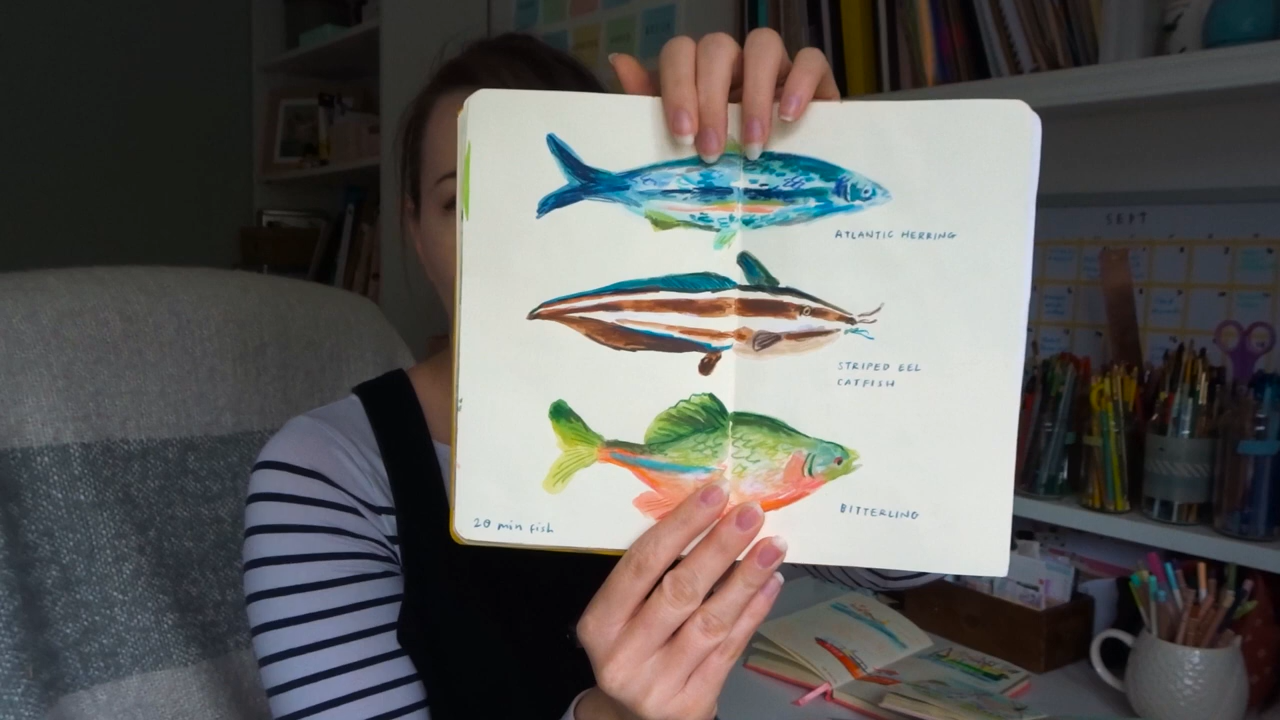 SEPT
ATLANTIC HERRING
STRIPED EEL
CATFISH
BITTERLING
20 min fish